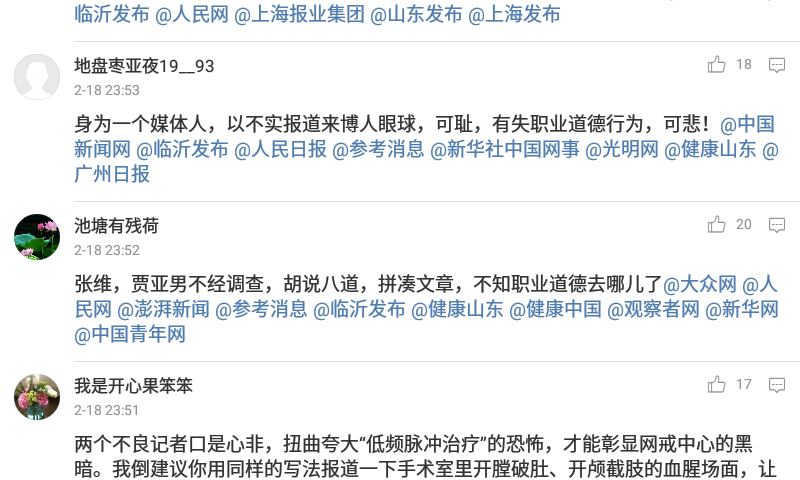 临沂发布 @人民网 @上海报业集团 @山东发布 @上海发布
地盘枣亚夜19__93
18
2-18 23:53
身为一个媒体人，以不实报道来博人眼球，可耻，有失职业道德行为，可悲！@中国
新闻网 @临沂发布 @人民日报 @参考消息 @新华社中国网事 @光明网 @健康山东 @
广州日报
池塘有残荷
20
2-18 23:52
张维，贾亚男不经调查，胡说八道，拼凑文章，不知职业道德去哪儿了@大众网 @人
民网 @澎湃新闻 @参考消息 @临沂发布 @健康山东 @健康中国 @观察者网 @新华网
@中国青年网
我是开心果笨笨
17
2-18 23:51
两个不良记者口是心非，扭曲夸大“低频脉冲治疗”的恐怖，才能彰显网戒中心的黑
暗。我倒建议你用同样的写法报道一下手术室里开膛破肚、开颅截肢的血腥场面，让